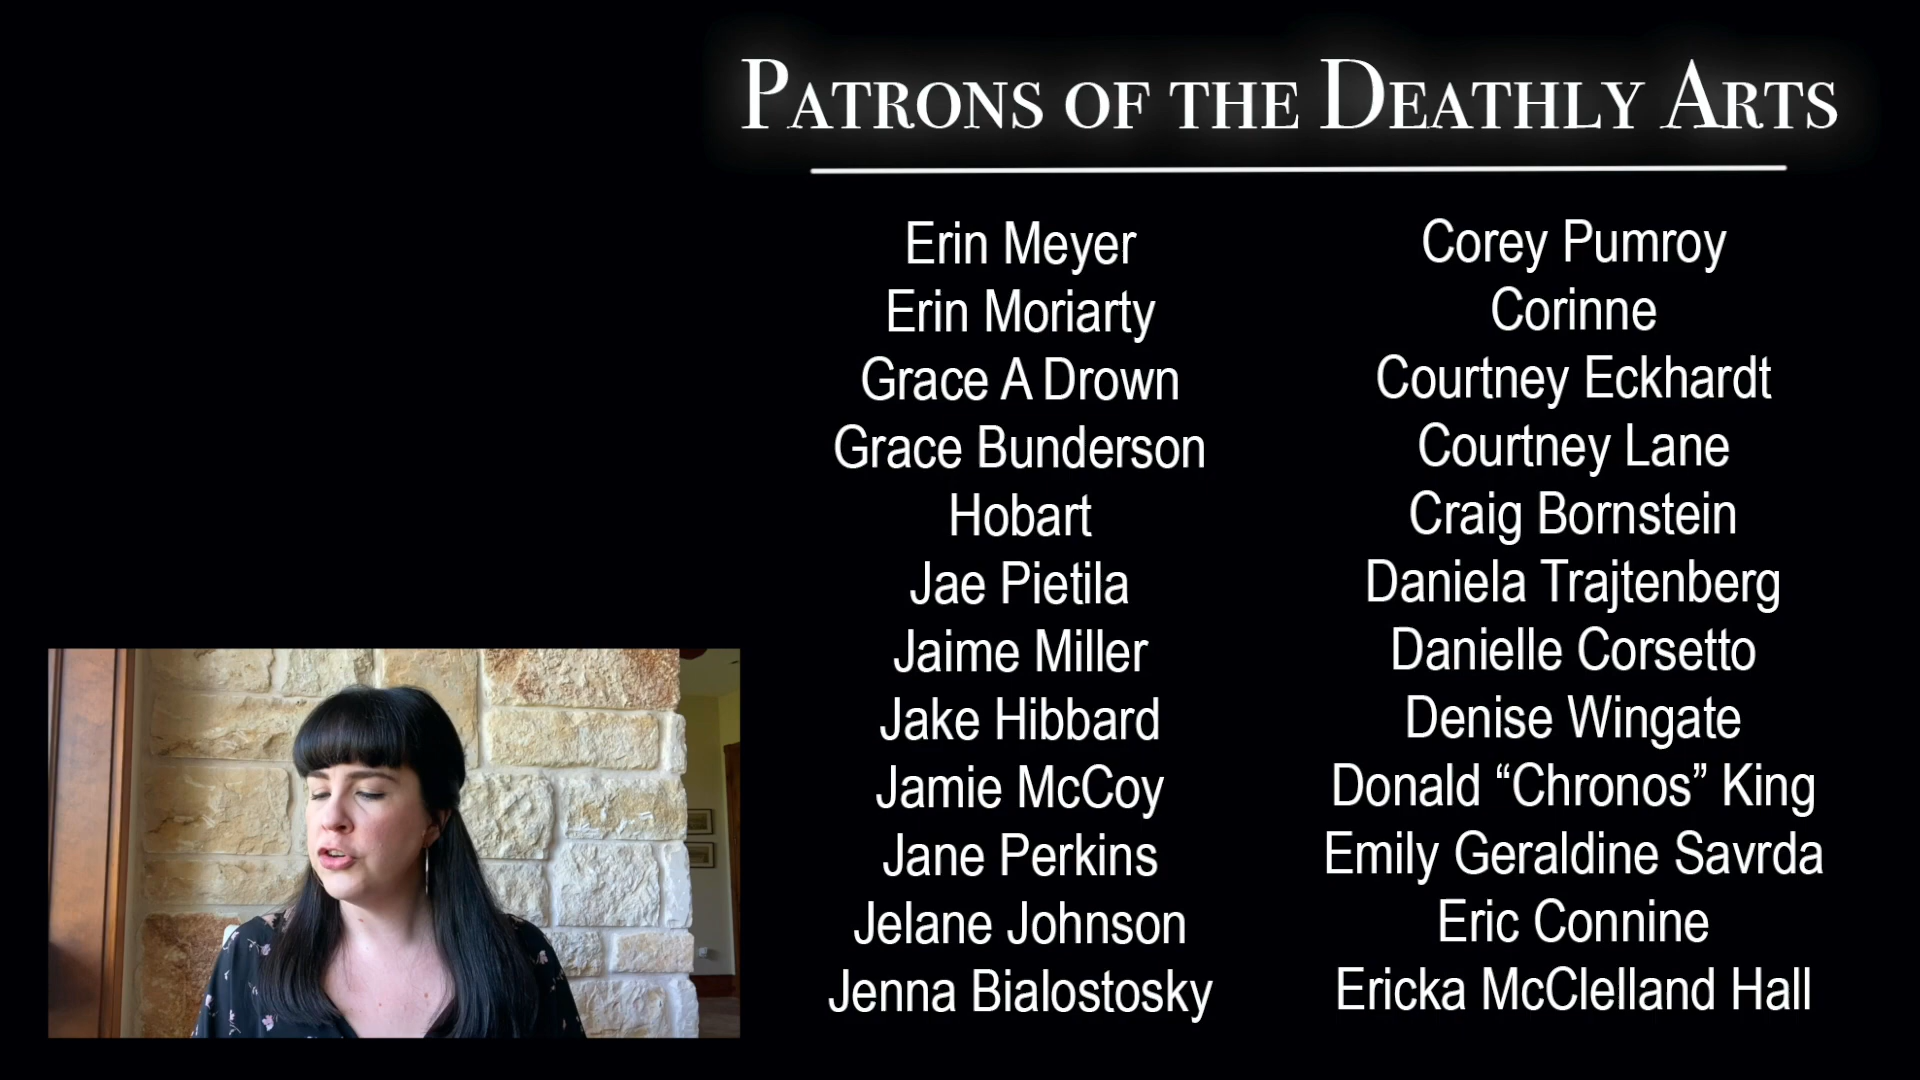 Patrons of the Deathly Arts
Erin Meyer
Erin Moriarty
Grace A Drown
Grace Bunderson
Hobart
Jae Pietila
Jaime Miller
Jake Hibbard
Jamie McCoy
Jane Perkins
Jelane Johnson
Jenna Bialostosky
Corey Pumroy
Corinne
Courtney Eckhardt
Courtney Lane
Craig Bornstein
Daniela Trajtenberg
Danielle Corsetto
Denise Wingate
Donald “Chronos” King
Emily Geraldine Savrda
Eric Connine
Ericka McClelland Hall